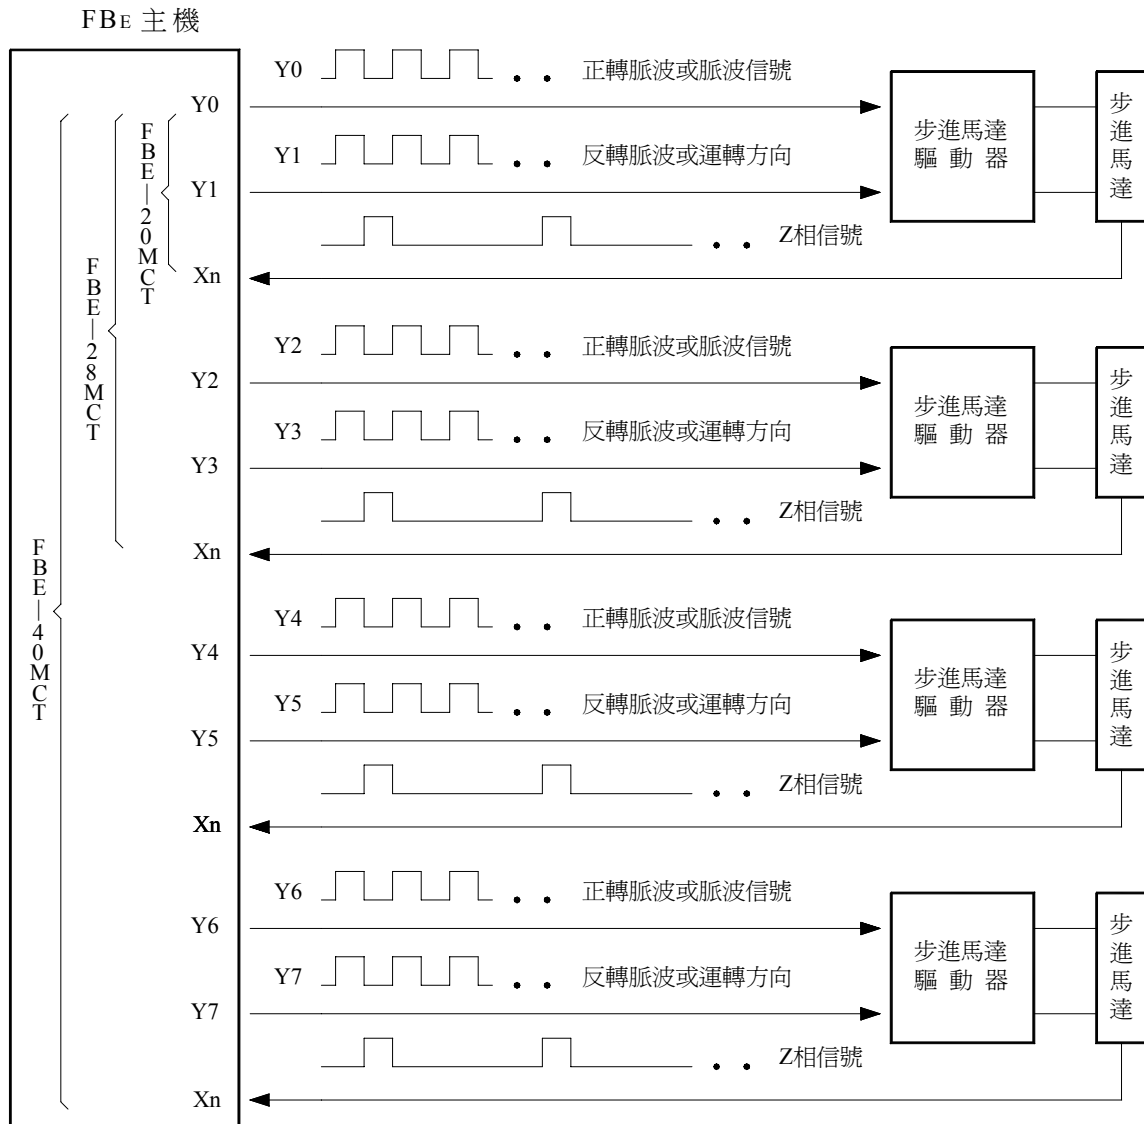 FBE 主機
Y0 正轉脈波或脈波信號
Y0
Y1 反轉脈波或運轉方向
Y1
Z相信號
Xn
步進馬達
驅動器
步進馬達
Y2 正轉脈波或脈波信號
Y2
Y3 反轉脈波或運轉方向
Y3
Z相信號
Xn
步進馬達
驅動器
步進馬達
Y4 正轉脈波或脈波信號
Y4
Y5 反轉脈波或運轉方向
Y5
Z相信號
Xn
步進馬達
驅動器
步進馬達
Y6 正轉脈波或脈波信號
Y6
Y7 反轉脈波或運轉方向
Y7
Z相信號
Xn
步進馬達
驅動器
步進馬達
FBE—20MCT
FBE—28MCT
FBE—40MCT